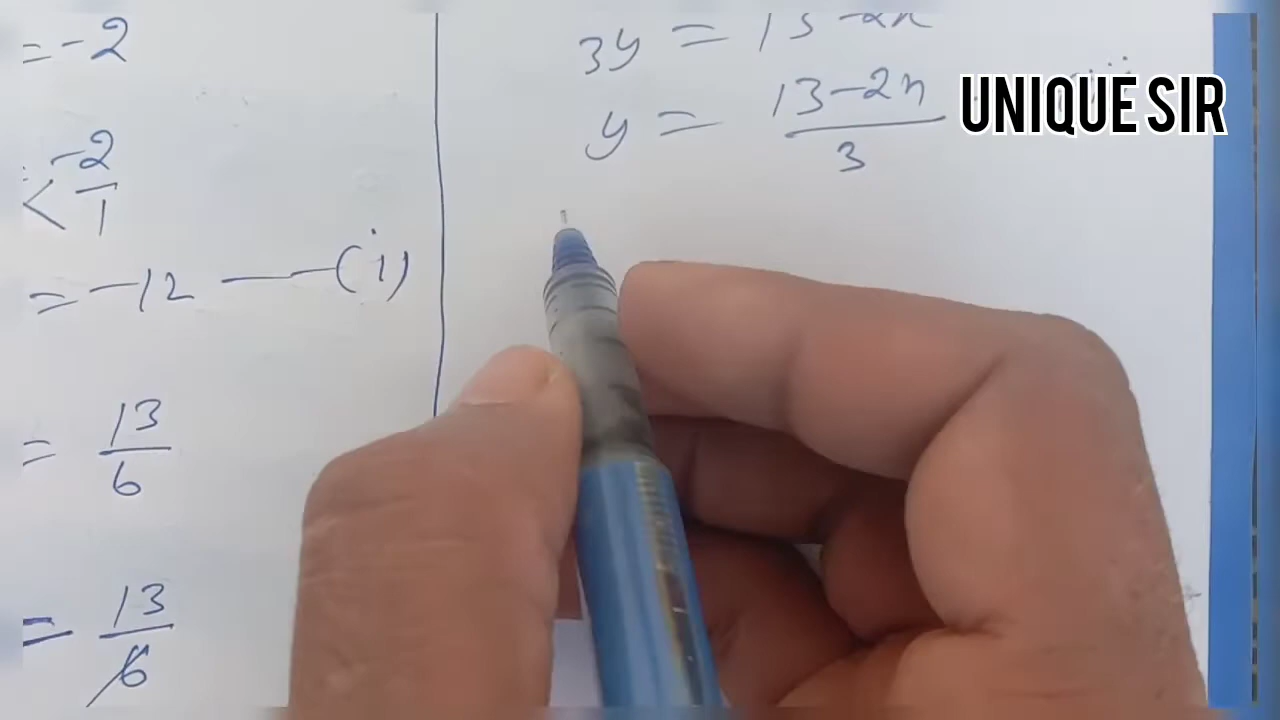 = -2
-2
< 1
= -12 —— (i)
= 13
6
= 13
6
3y = 13 - 2x
y = 13 - 2x
3
UNIQUE SIR